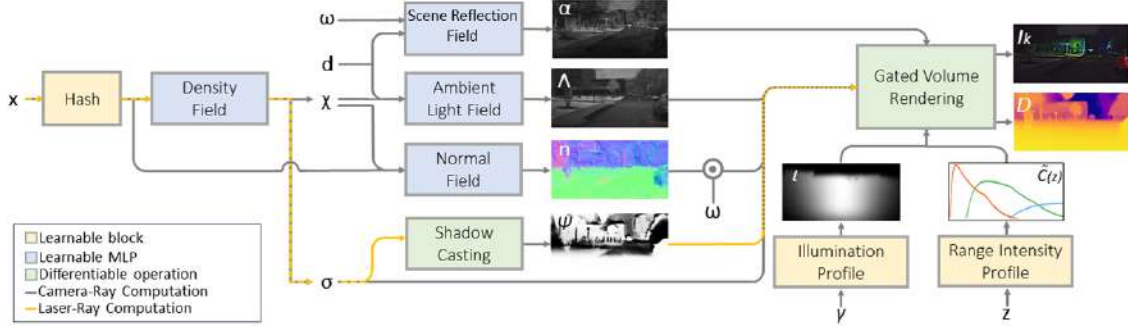 ω
Scene Reflection
Field
α
d
x
Hash
Density
Field
χ
Ambient
Light Field
Λ
Gated Volume
Rendering
Ik
D
Normal
Field
n
ω
ι
C̃(z)
Shadow
Casting
ψ
σ
Illumination
Profile
Range Intensity
Profile
γ
z
Learnable block
Learnable MLP
Differentiable operation
Camera-Ray Computation
Laser-Ray Computation